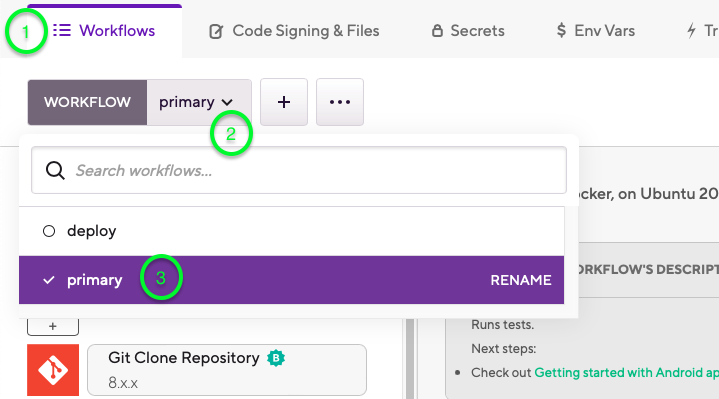 1 Workflows Code Signing & Files Secrets $ Env Vars Tr
WORKFLOW primary + ...
2
Search workflows...
ocker, on Ubuntu 20
deploy
primary 3 RENAME
ORKFLOW'S DESCRIPT
+
Runs tests.
Git Clone Repository B
Next steps:
8.x.x
• Check out Getting started with Android ap